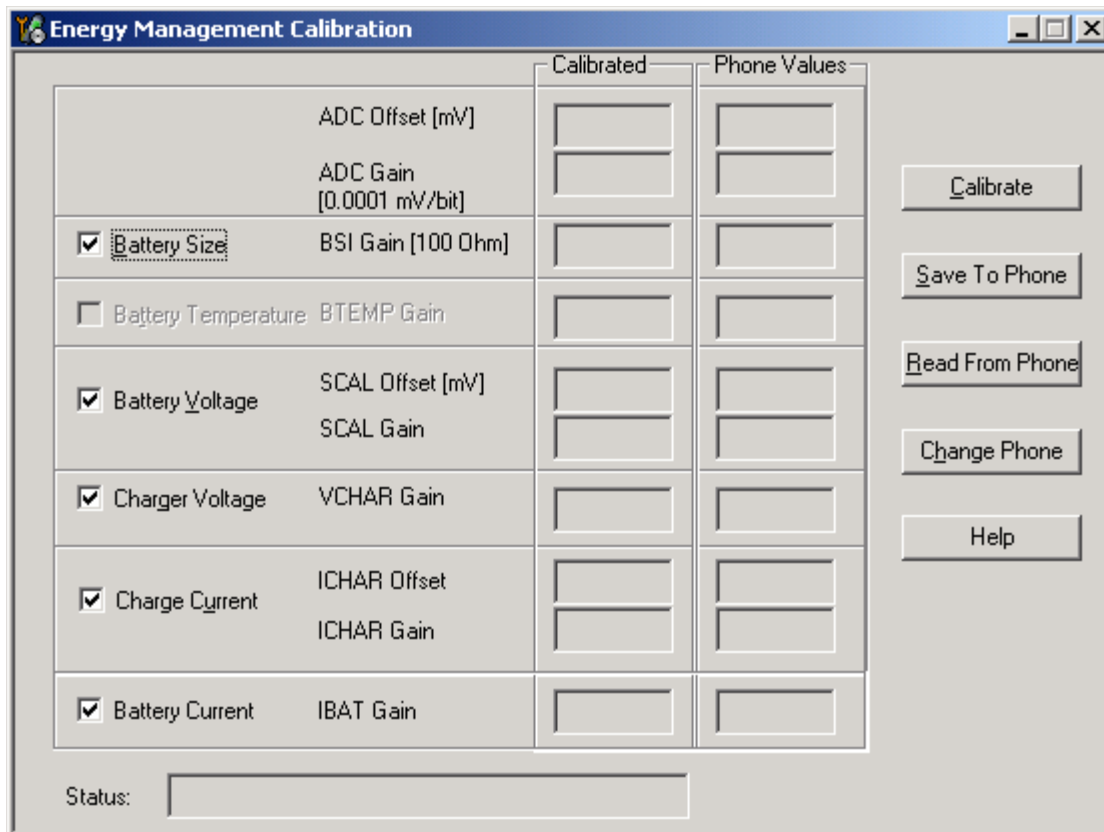 Energy Management Calibration
Calibrated Phone Values
ADC Offset [mV]
ADC Gain
[0.0001 mV/bit]
Calibrate
Battery Size BSI Gain [100 Ohm]
Save To Phone
Battery Temperature BTEMP Gain
Read From Phone
SCAL Offset [mV]
Battery Voltage
SCAL Gain
Change Phone
Charger Voltage VCHAR Gain
Help
ICHAR Offset
Charge Current
ICHAR Gain
Battery Current IBAT Gain
Status: